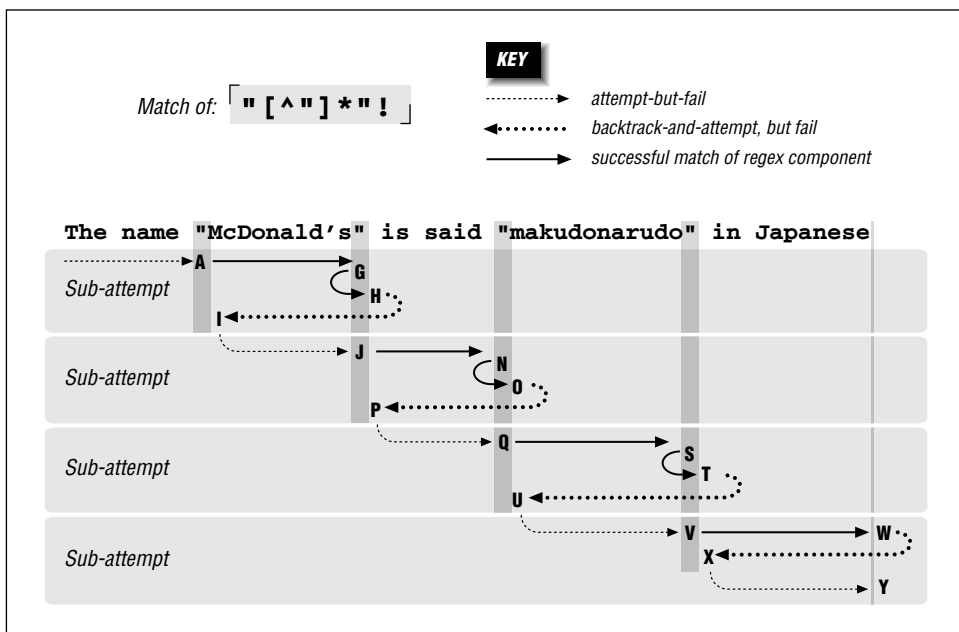 KEY
Match of: "[^"]*"!
attempt-but-fail
backtrack-and-attempt, but fail
successful match of regex component
The name "McDonald’s" is said "makudonarudo" in Japanese
A
G
Sub-attempt
H
I
J
N
Sub-attempt
O
P
Q
S
Sub-attempt
T
U
V
W
Sub-attempt
X
Y